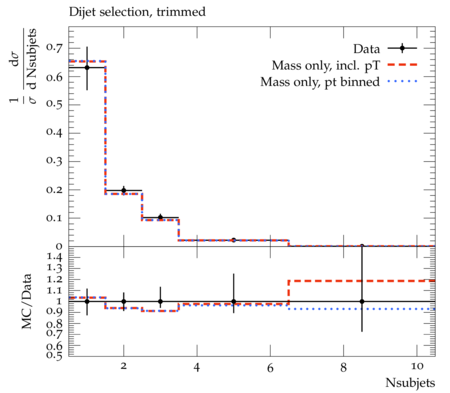 Dijet selection, trimmed
1/σ dσ/d Nsubjets
Data
Mass only, incl. pT
Mass only, pt binned
0.7
0.6
0.5
0.4
0.3
0.2
0.1
0
MC/Data
1.4
1.3
1.2
1.1
1
0.9
0.8
0.7
0.6
0.5
2 4 6 8 10
Nsubjets